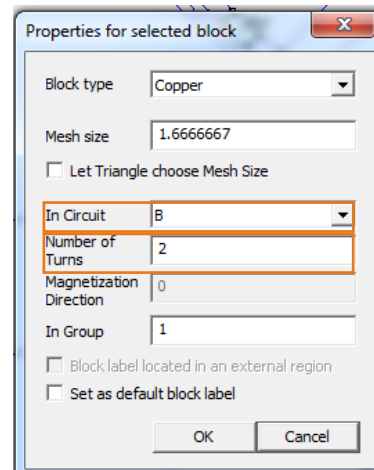 Properties for selected block
x
Block type Copper
Mesh size 1.6666667
Let Triangle choose Mesh Size
In Circuit B
Number of
Turns 2
Magnetization
Direction 0
In Group 1
Block label located in an external region
Set as default block label
OK Cancel